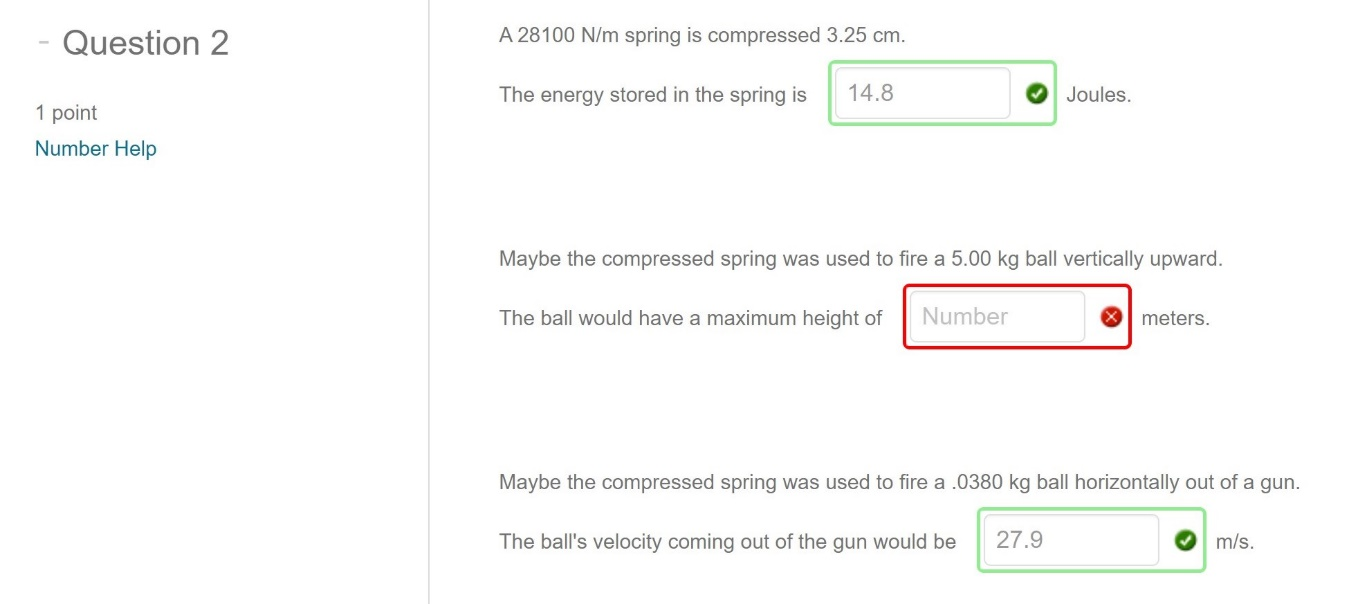 - Question 2
1 point
Number Help
A 28100 N/m spring is compressed 3.25 cm.
The energy stored in the spring is 14.8 Joules.
Maybe the compressed spring was used to fire a 5.00 kg ball vertically upward.
The ball would have a maximum height of Number meters.
Maybe the compressed spring was used to fire a .0380 kg ball horizontally out of a gun.
The ball's velocity coming out of the gun would be 27.9 m/s.